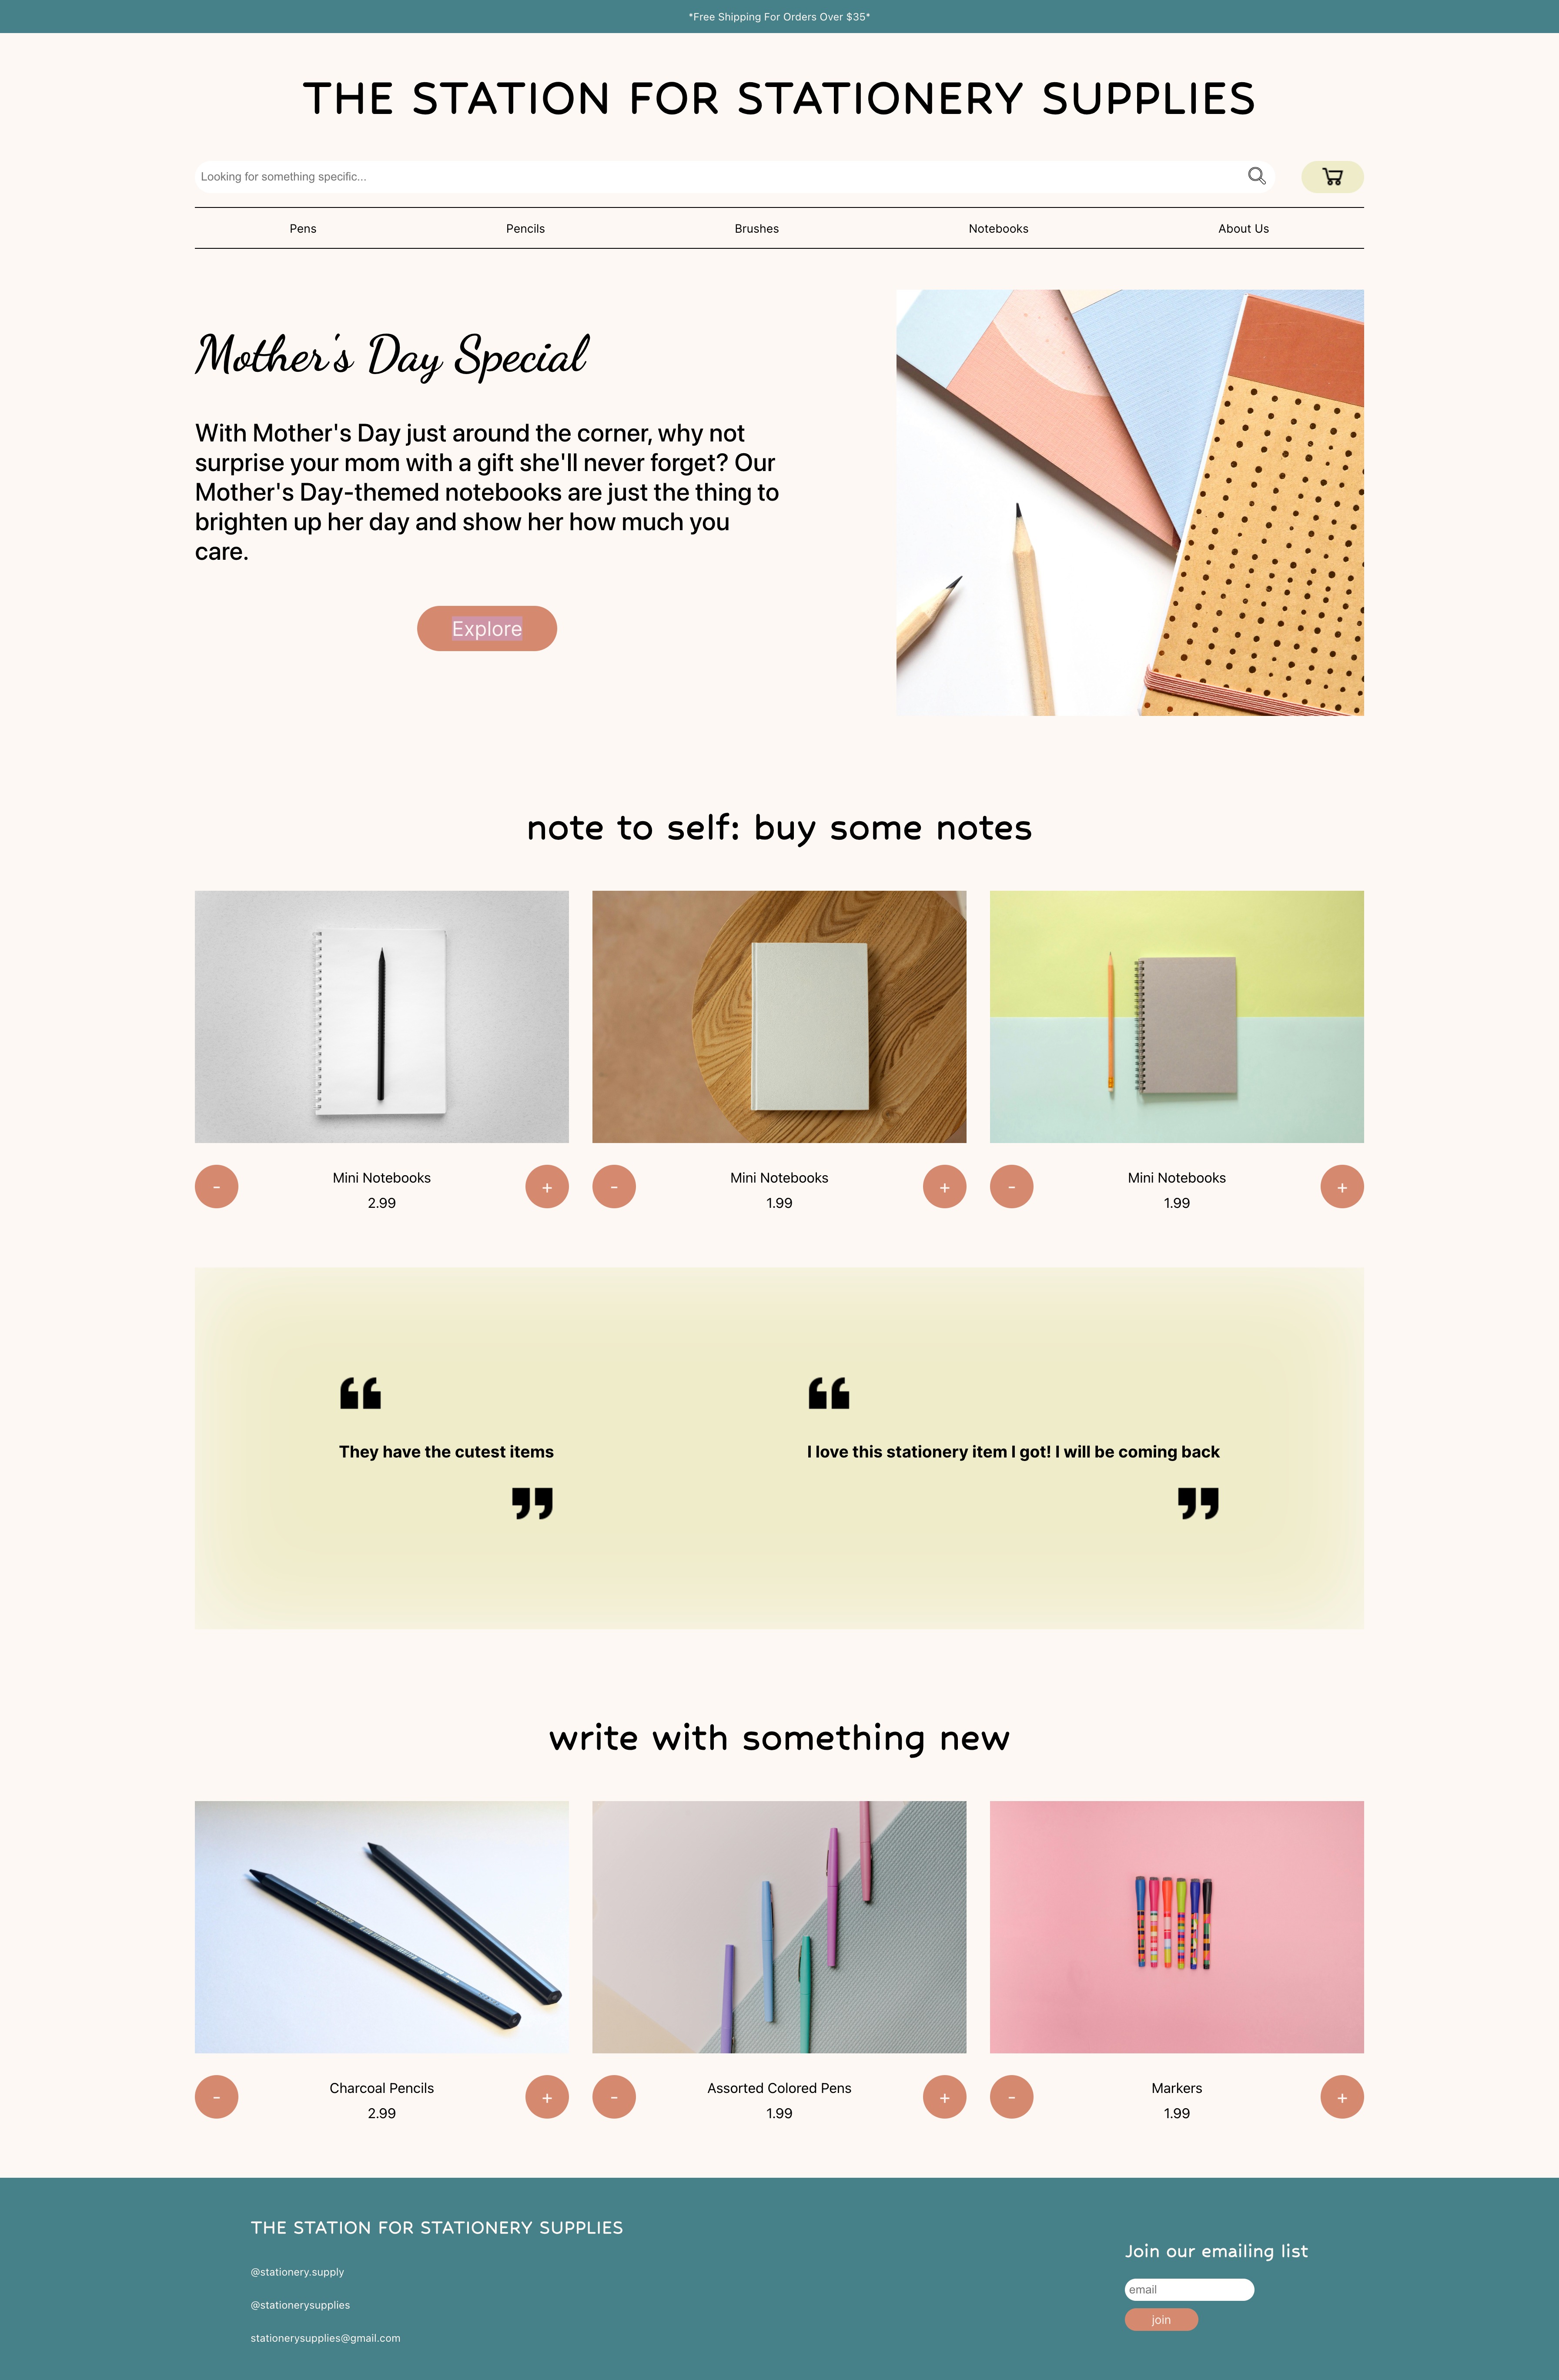 *Free Shipping For Orders Over $35*
THE STATION FOR STATIONERY SUPPLIES
Looking for something specific...
Pens Pencils Brushes Notebooks About Us
Mother's Day Special
With Mother's Day just around the corner, why not
surprise your mom with a gift she'll never forget? Our
Mother's Day-themed notebooks are just the thing to
brighten up her day and show her how much you
care.
Explore
note to self: buy some notes
- Mini Notebooks +
2.99
- Mini Notebooks +
1.99
- Mini Notebooks +
1.99
“ “
They have the cutest items
I love this stationery item I got! I will be coming back
” ”
write with something new
- Charcoal Pencils +
2.99
- Assorted Colored Pens +
1.99
- Markers +
1.99
THE STATION FOR STATIONERY SUPPLIES
@stationery.supply
@stationerysupplies
stationerysupplies@gmail.com
Join our emailing list
email
join